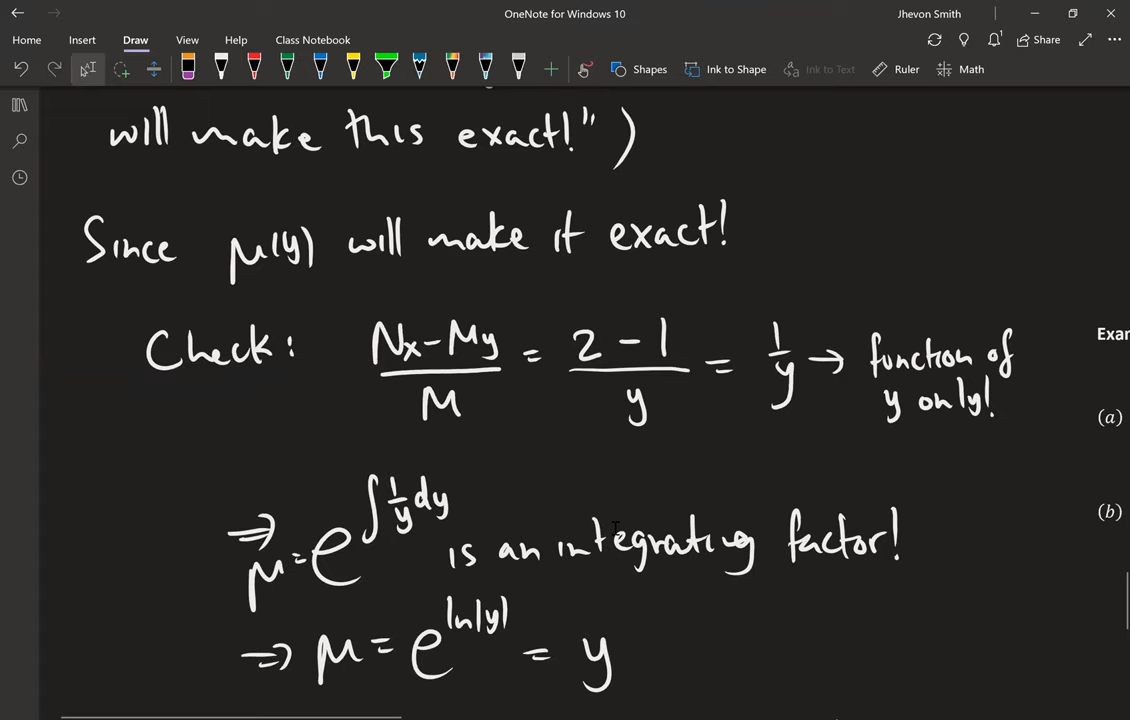 OneNote for Windows 10
Jhevon Smith
Home Insert Draw View Help Class Notebook
Share
Shapes Ink to Shape Ink to Text Ruler Math
will make this exact!")
Since μ(y) will make it exact!
Check: Nx-My/M = 2-1/y = 1/y → function of
y only!
Exar
(a)
(b)
⇒ μ = e^∫1/y dy is an integrating factor!
⇒ μ = e^ln|y| = y